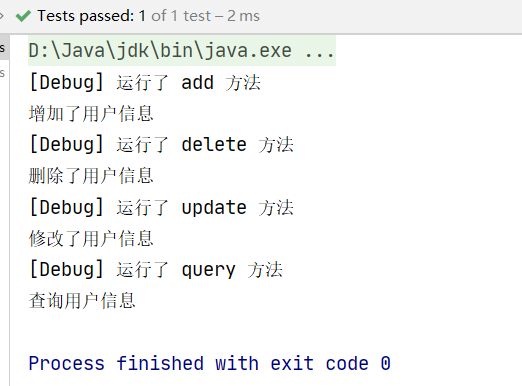 Tests passed: 1 of 1 test – 2 ms
D:\Java\jdk\bin\java.exe ...
[Debug] 运行了 add 方法
增加了用户信息
[Debug] 运行了 delete 方法
删除了用户信息
[Debug] 运行了 update 方法
修改了用户信息
[Debug] 运行了 query 方法
查询用户信息
Process finished with exit code 0